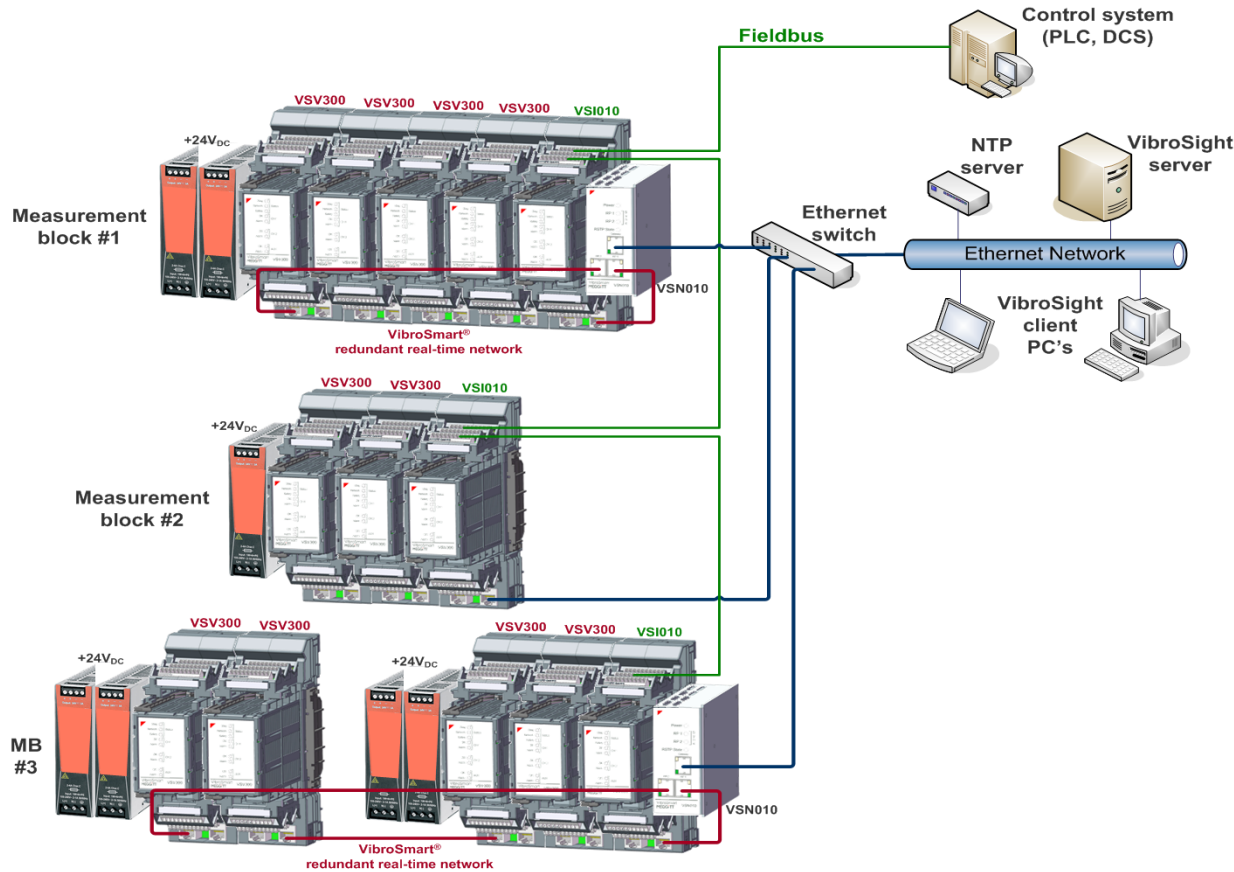 Control system
(PLC, DCS)
Fieldbus
VSV300 VSV300 VSV300 VSV300 VSI010
+24VDC
NTP
server
VibroSight
server
Measurement
block #1
Ethernet
switch
Ethernet Network
VSN010
VibroSight
client
PC's
VibroSmart®
redundant real-time network
VSV300 VSV300 VSI010
+24VDC
Measurement
block #2
VSV300 VSV300
VSV300 VSV300 VSI010
+24VDC
+24VDC
MB
#3
VSN010
VibroSmart®
redundant real-time network